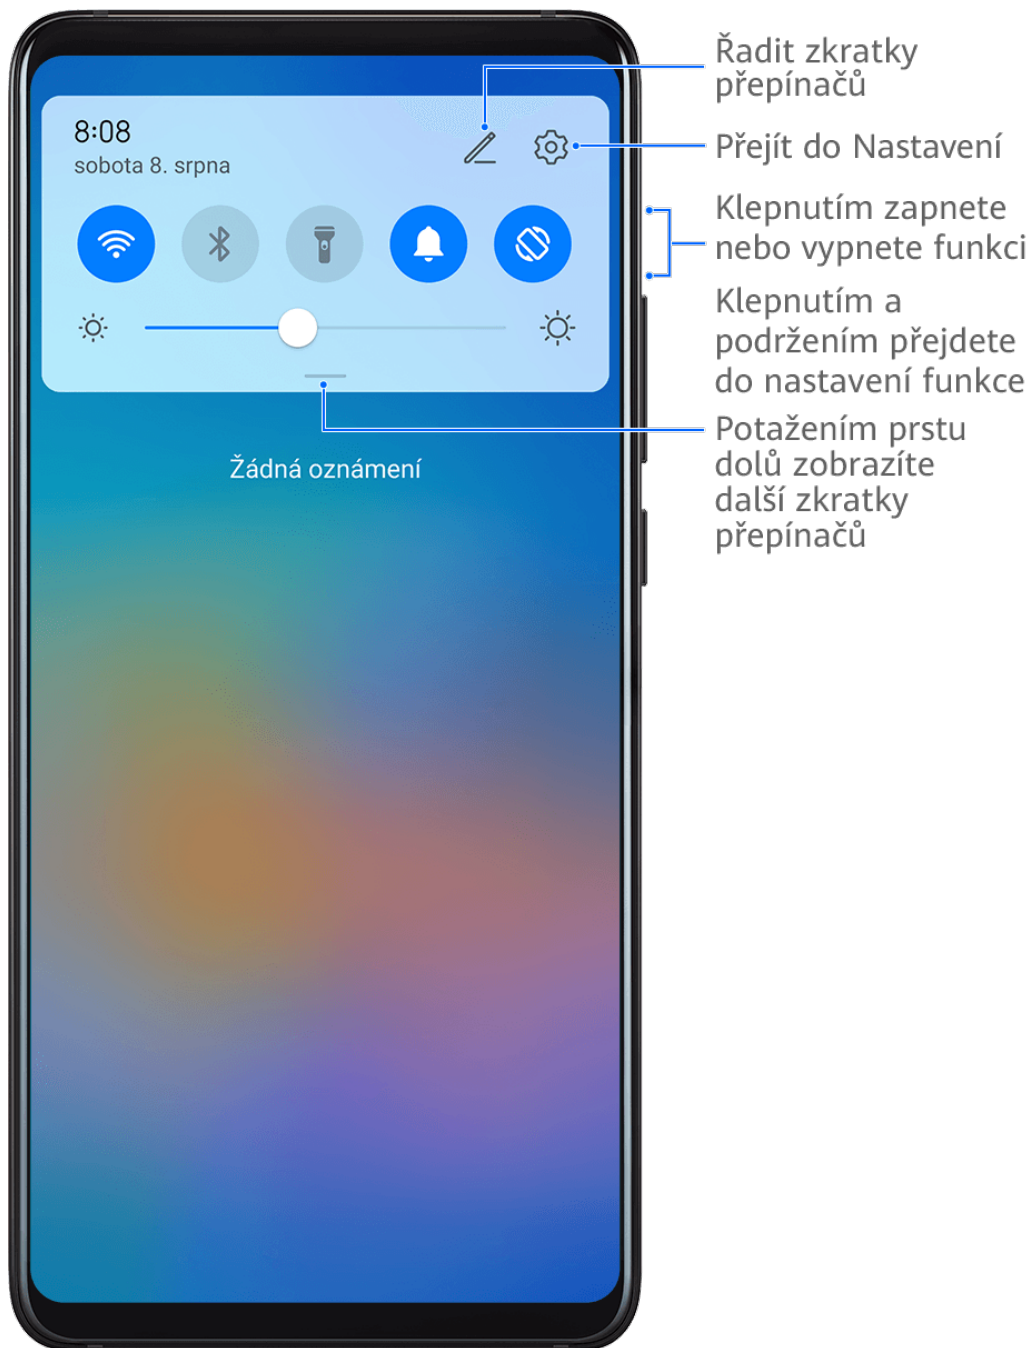 8:08
sobota 8. srpna
Žádná oznámení
Řadit zkratky
přepínačů
Přejít do Nastavení
Klepnutím zapnete
nebo vypnete funkci
Klepnutím a
podržením přejdete
do nastavení funkce
Potažením prstu
dolů zobrazíte
další zkratky
přepínačů